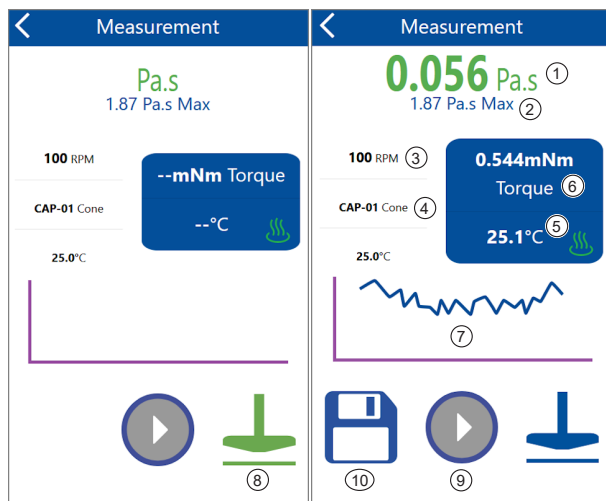 Measurement
Pa.s
1.87 Pa.s Max
100 RPM
--mNm Torque
CAP-01 Cone
--°C
25.0°C
8
Measurement
0.056 Pa.s 1
1.87 Pa.s Max 2
100 RPM 3
0.544mNm
Torque 6
CAP-01 Cone 4
5
25.1°C
25.0°C
7
10
9